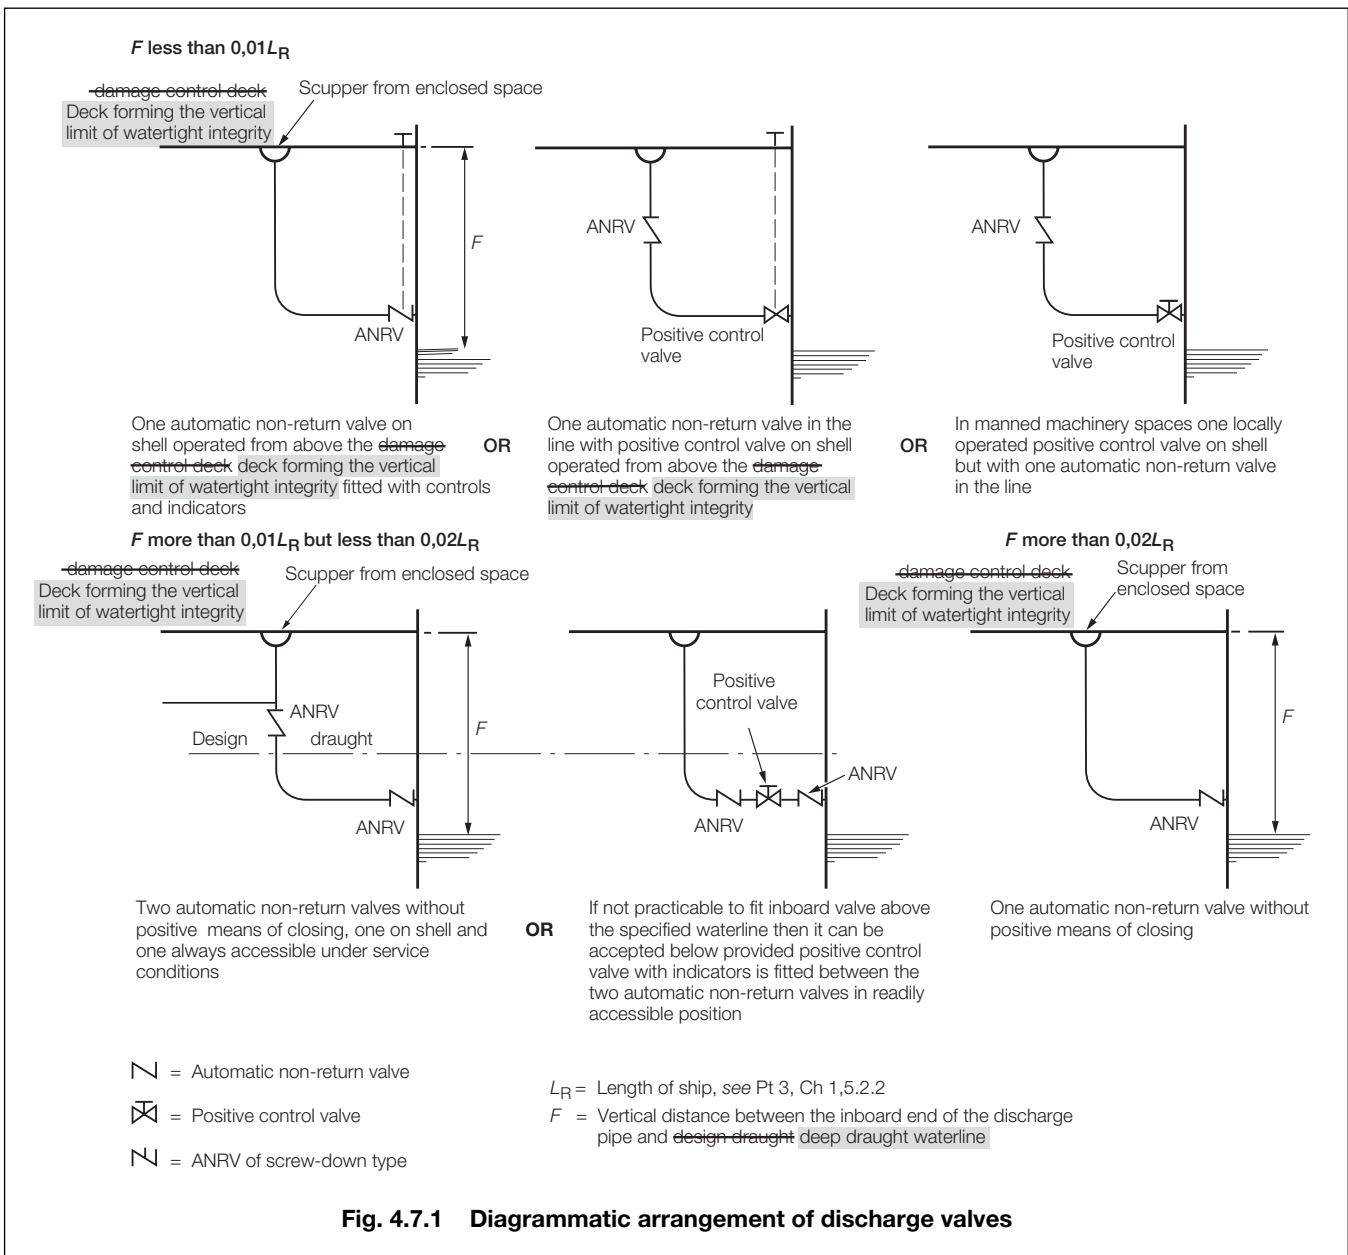 F less than 0,01LR
damage control deck
Deck forming the vertical
limit of watertight integrity
Scupper from enclosed space
F
ANRV
ANRV
Positive control
valve
ANRV
Positive control
valve
One automatic non-return valve on
shell operated from above the damage
control deck deck forming the vertical
limit of watertight integrity fitted with controls
and indicators
OR
One automatic non-return valve in the
line with positive control valve on shell
operated from above the damage
control deck deck forming the vertical
limit of watertight integrity
OR
In manned machinery spaces one locally
operated positive control valve on shell
but with one automatic non-return valve
in the line
F more than 0,01LR but less than 0,02LR
damage control deck
Deck forming the vertical
limit of watertight integrity
Scupper from enclosed space
ANRV
Design draught
F
ANRV
Positive
control valve
ANRV
ANRV
F more than 0,02LR
damage control deck
Deck forming the vertical
limit of watertight integrity
Scupper from
enclosed space
F
ANRV
Two automatic non-return valves without
positive means of closing, one on shell and
one always accessible under service
conditions
OR
If not practicable to fit inboard valve above
the specified waterline then it can be
accepted below provided positive control
valve with indicators is fitted between the
two automatic non-return valves in readily
accessible position
One automatic non-return valve without
positive means of closing
= Automatic non-return valve
= Positive control valve
= ANRV of screw-down type
LR = Length of ship, see Pt 3, Ch 1,5.2.2
F = Vertical distance between the inboard end of the discharge
pipe and design draught deep draught waterline
Fig. 4.7.1 Diagrammatic arrangement of discharge valves